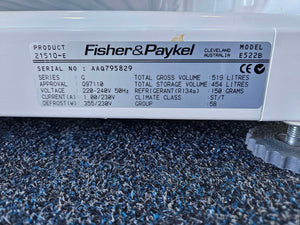 PRODUCT 21510-E Fisher&Paykel CLEVELAND AUSTRALIA MODEL E522B
SERIAL NO : AAQ795829
SERIES : G TOTAL GROSS VOLUME : 519 LITRES
APPROVAL : Q97110 TOTAL STORAGE VOLUME : 454 LITRES
VOLTAGE : 220-240V 50Hz REFRIGERANT(R134a) : 150 GRAMS
CURRENT(A) : 1.00/230V CLIMATE CLASS : ST/T
DEFROST(W) : 355/230V GROUP : 58